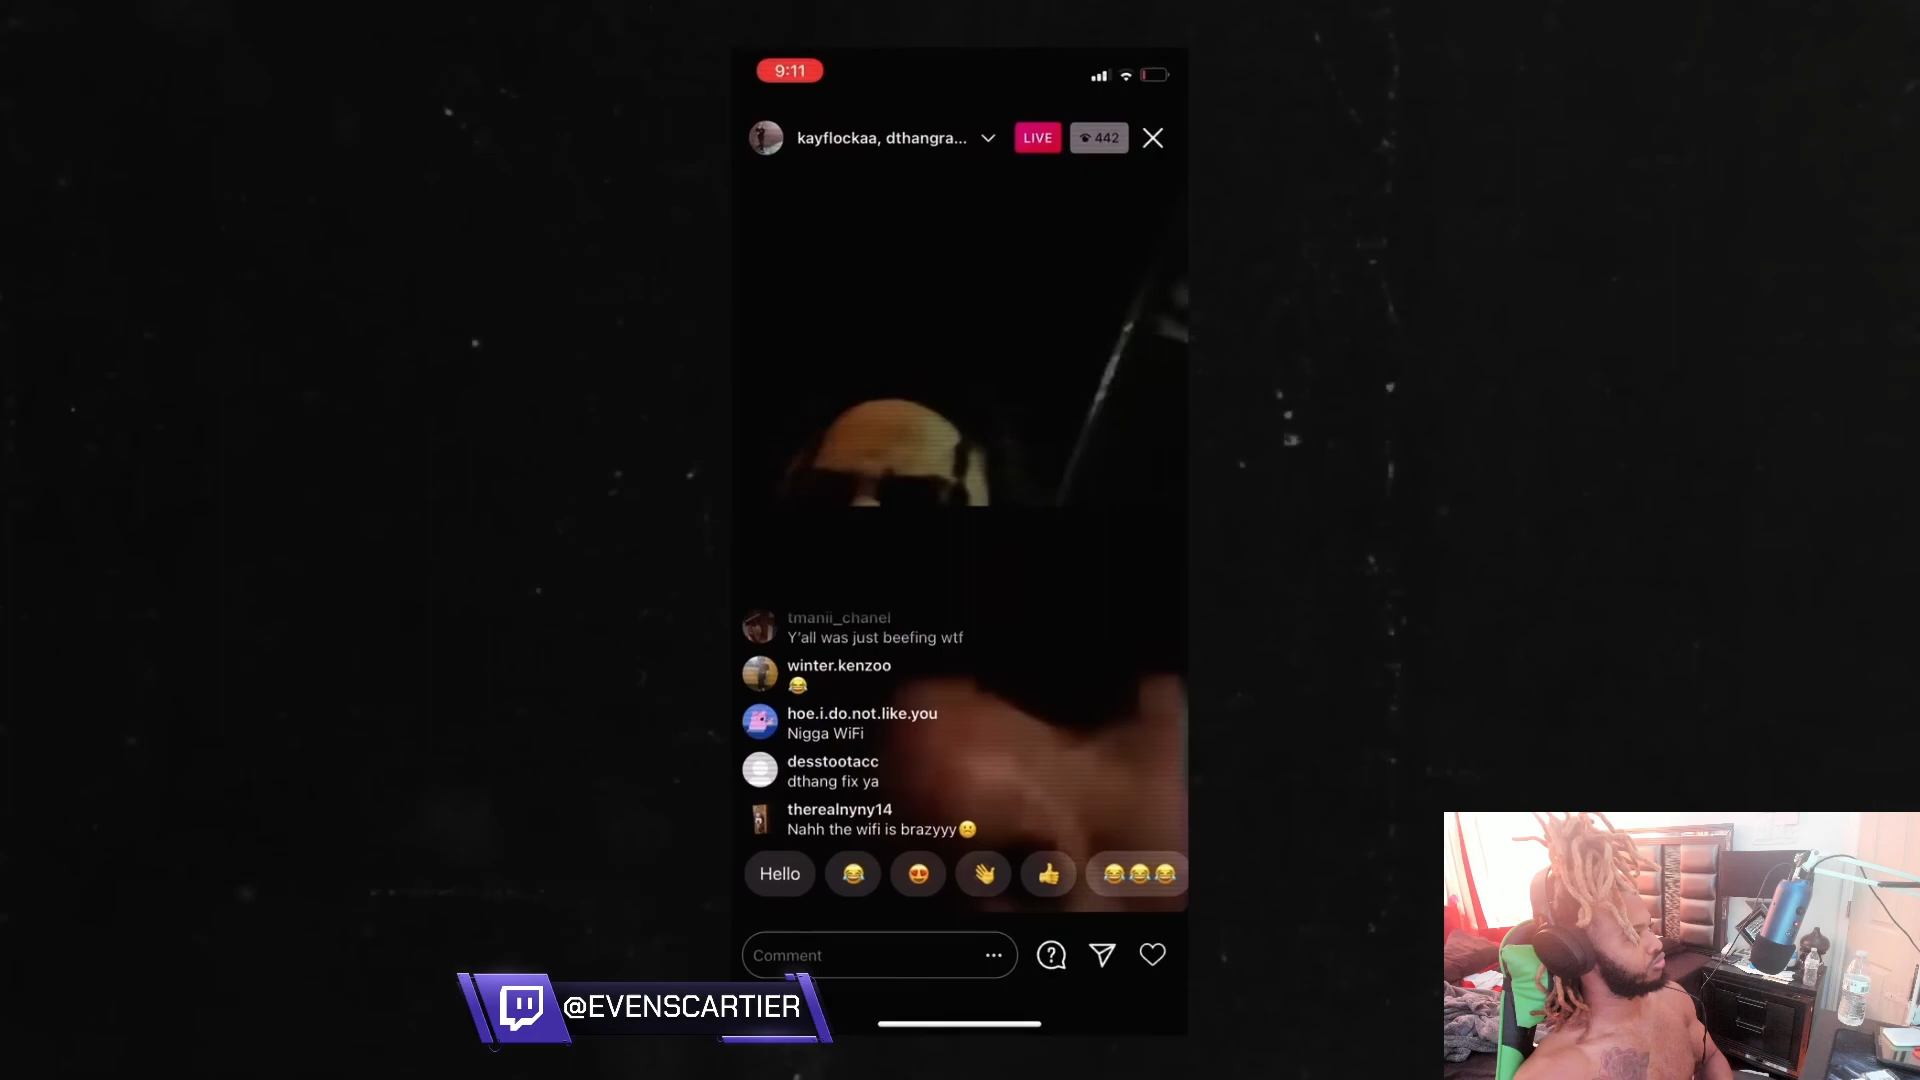 9:11
kayflockaa, dthangra...
LIVE
442
tmanii_chanel
Y'all was just beefing wtf
winter.kenzoo
😂
hoe.i.do.not.like.you
Nigga WiFi
desstootacc
dthang fix ya
therealnyny14
Nahh the wifi is brazyyy🙁
Hello 😂 😍 👋 👍 😂😂😂
Comment
@EVENSCARTIER